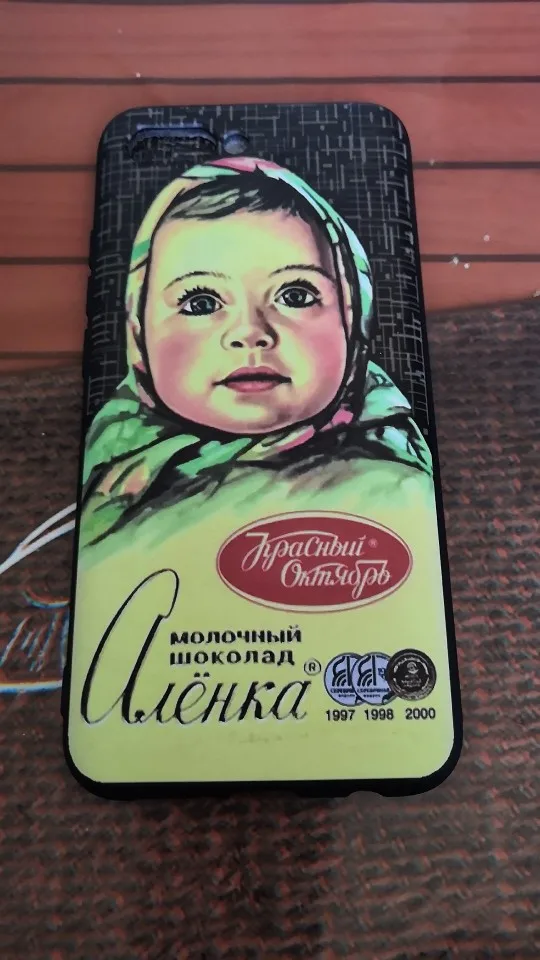 Красный ®
Октябрь
молочный
шоколад
Алёнка ®
1997 1998 2000